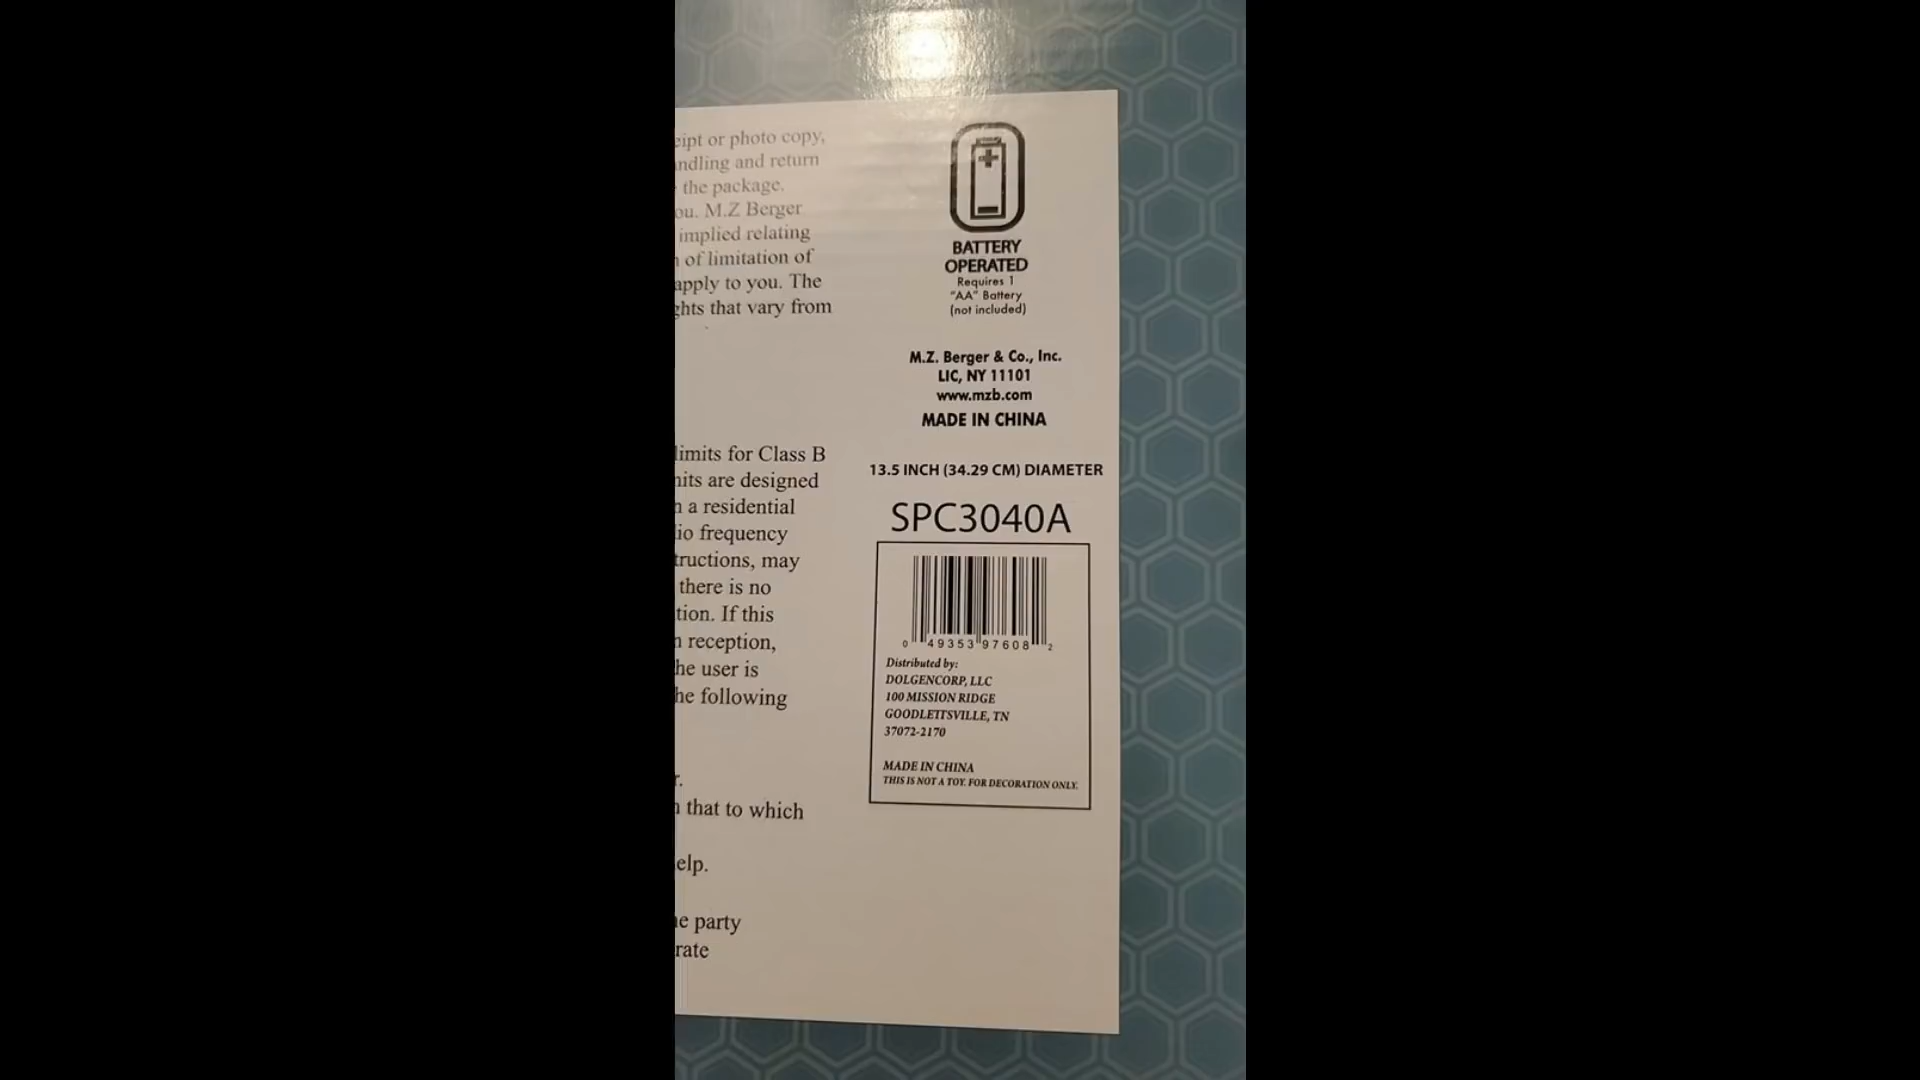 eipt or photo copy,
ndling and return
the package.
ou. M.Z Berger
implied relating
of limitation of
apply to you. The
ghts that vary from
limits for Class B
nits are designed
n a residential
dio frequency
tructions, may
there is no
tion. If this
n reception,
he user is
he following
r.
n that to which
elp.
he party
rate
BATTERY
OPERATED
Requires 1
"AA" Battery
(not included)
M.Z. Berger & Co., Inc.
LIC, NY 11101
www.mzb.com
MADE IN CHINA
13.5 INCH (34.29 CM) DIAMETER
SPC3040A
0 49353 97608 2
Distributed by:
DOLGENCORP, LLC
100 MISSION RIDGE
GOODLETTSVILLE, TN
37072-2170
MADE IN CHINA
THIS IS NOT A TOY. FOR DECORATION ONLY.